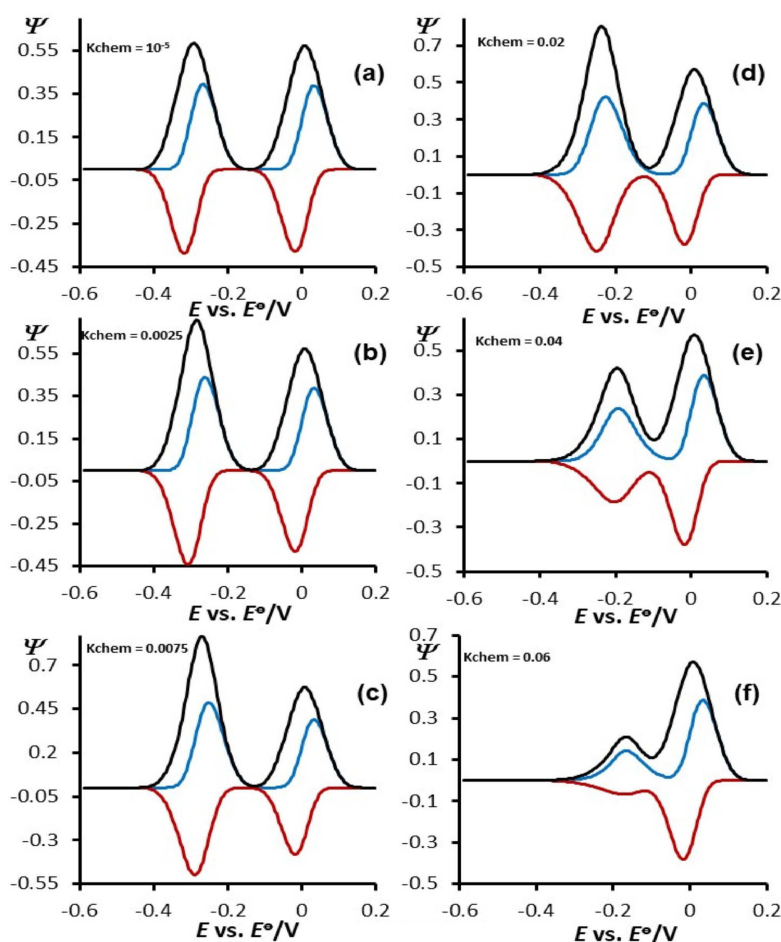 Ψ
Kchem = 10⁻⁵
(a)
0.55
0.35
0.15
-0.05
-0.25
-0.45
-0.6 -0.4 -0.2 0 0.2
E vs. E°/V
Ψ
Kchem = 0.0025
(b)
0.55
0.35
0.15
-0.05
-0.25
-0.45
-0.6 -0.4 -0.2 0 0.2
E vs. E°/V
Ψ
Kchem = 0.0075
(c)
0.7
0.45
0.2
-0.05
-0.3
-0.55
-0.6 -0.4 -0.2 0 0.2
E vs. E°/V
Ψ
Kchem = 0.02
(d)
0.7
0.5
0.3
0.1
-0.1
-0.3
-0.5
-0.6 -0.4 -0.2 0 0.2
E vs. E°/V
Ψ
Kchem = 0.04
(e)
0.5
0.3
0.1
-0.1
-0.3
-0.5
-0.6 -0.4 -0.2 0 0.2
E vs. E°/V
0.7
Ψ
Kchem = 0.06
(f)
0.5
0.3
0.1
-0.1
-0.3
-0.5
-0.6 -0.4 -0.2 0 0.2
E vs. E°/V